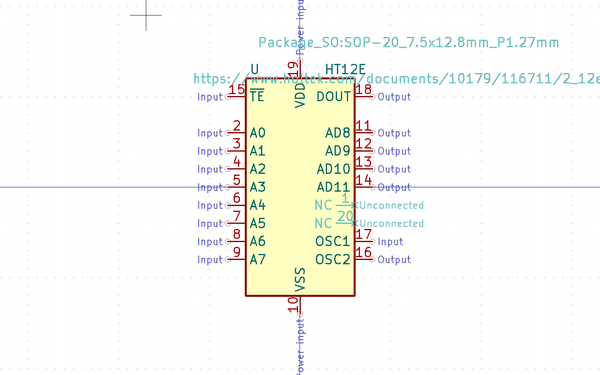 Power input
Package_SO:SOP-20_7.5x12.8mm_P1.27mm
U HT12E
https://www.holtek.com/documents/10179/116711/2_12e
19 VDD
Input 15 TE DOUT 18 Output
Input 2 A0 AD8 11 Output
Input 3 A1 AD9 12 Output
Input 4 A2 AD10 13 Output
Input 5 A3 AD11 14 Output
Input 6 A4 NC 1 Unconnected
Input 7 A5 NC 20 Unconnected
Input 8 A6 OSC1 17 Input
Input 9 A7 OSC2 16 Output
VSS 10
Power input